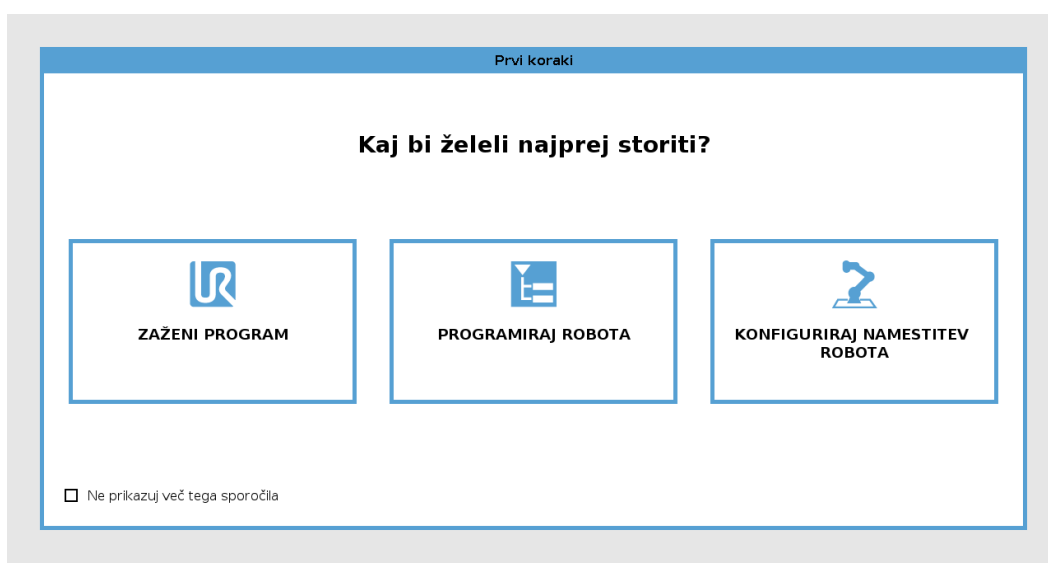 Prvi koraki
Kaj bi želeli najprej storiti?
ZAŽENI PROGRAM
PROGRAMIRAJ ROBOTA
KONFIGURIRAJ NAMESTITEV
ROBOTA
Ne prikazuj več tega sporočila